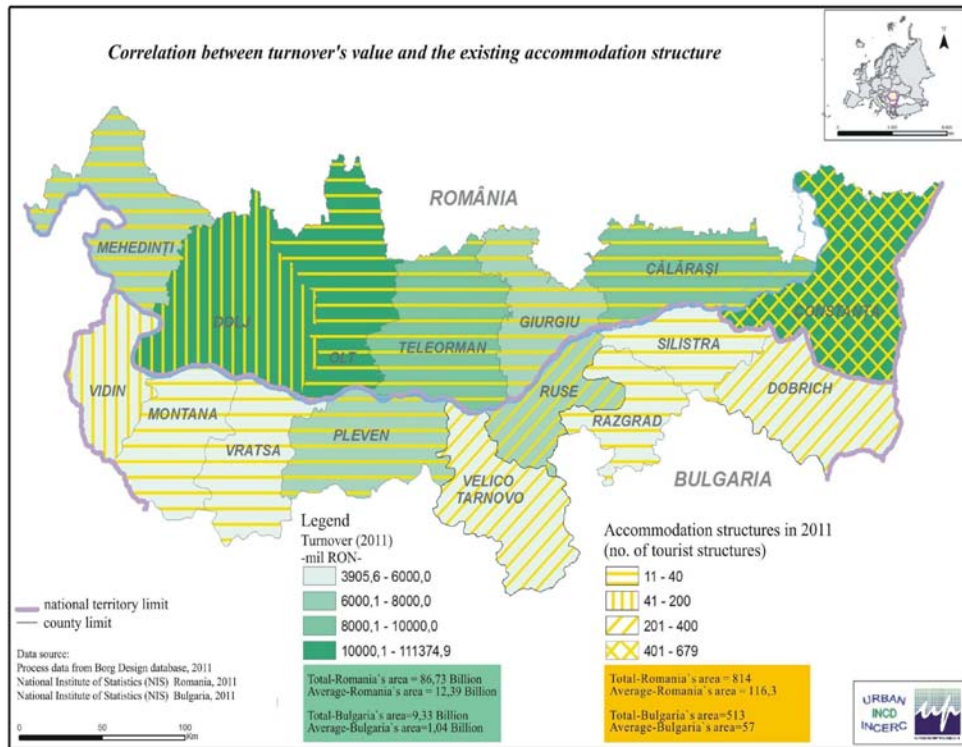 Correlation between turnover's value and the existing accommodation structure
ROMÂNIA
MEHEDINȚI
DOLJ
OLT
TELEORMAN
GIURGIU
CĂLĂRAȘI
CONSTANȚA
VIDIN
MONTANA
VRATSA
PLEVEN
VELICO
TARNOVO
RUSE
RAZGRAD
SILISTRA
DOBRICH
BULGARIA
national territory limit
county limit
Data source:
Process data from Borg Design database, 2011
National Institute of Statistics (NIS) Romania, 2011
National Institute of Statistics (NIS) Bulgaria, 2011
0 50 100
Km
Legend
Turnover (2011)
-mil RON-
3905,6 - 6000,0
6000,1 - 8000,0
8000,1 - 10000,0
10000,1 - 111374,9
Total-Romania`s area = 86,73 Billion
Average-Romania`s area = 12,39 Billion
Total-Bulgaria`s area=9,33 Billion
Average-Bulgaria`s area=1,04 Billion
Accommodation structures in 2011
(no. of tourist structures)
11 - 40
41 - 200
201 - 400
401 - 679
Total-Romania`s area = 814
Average-Romania`s area = 116,3
Total-Bulgaria`s area=513
Average-Bulgaria`s area=57
URBAN
INCD
INCERC
up